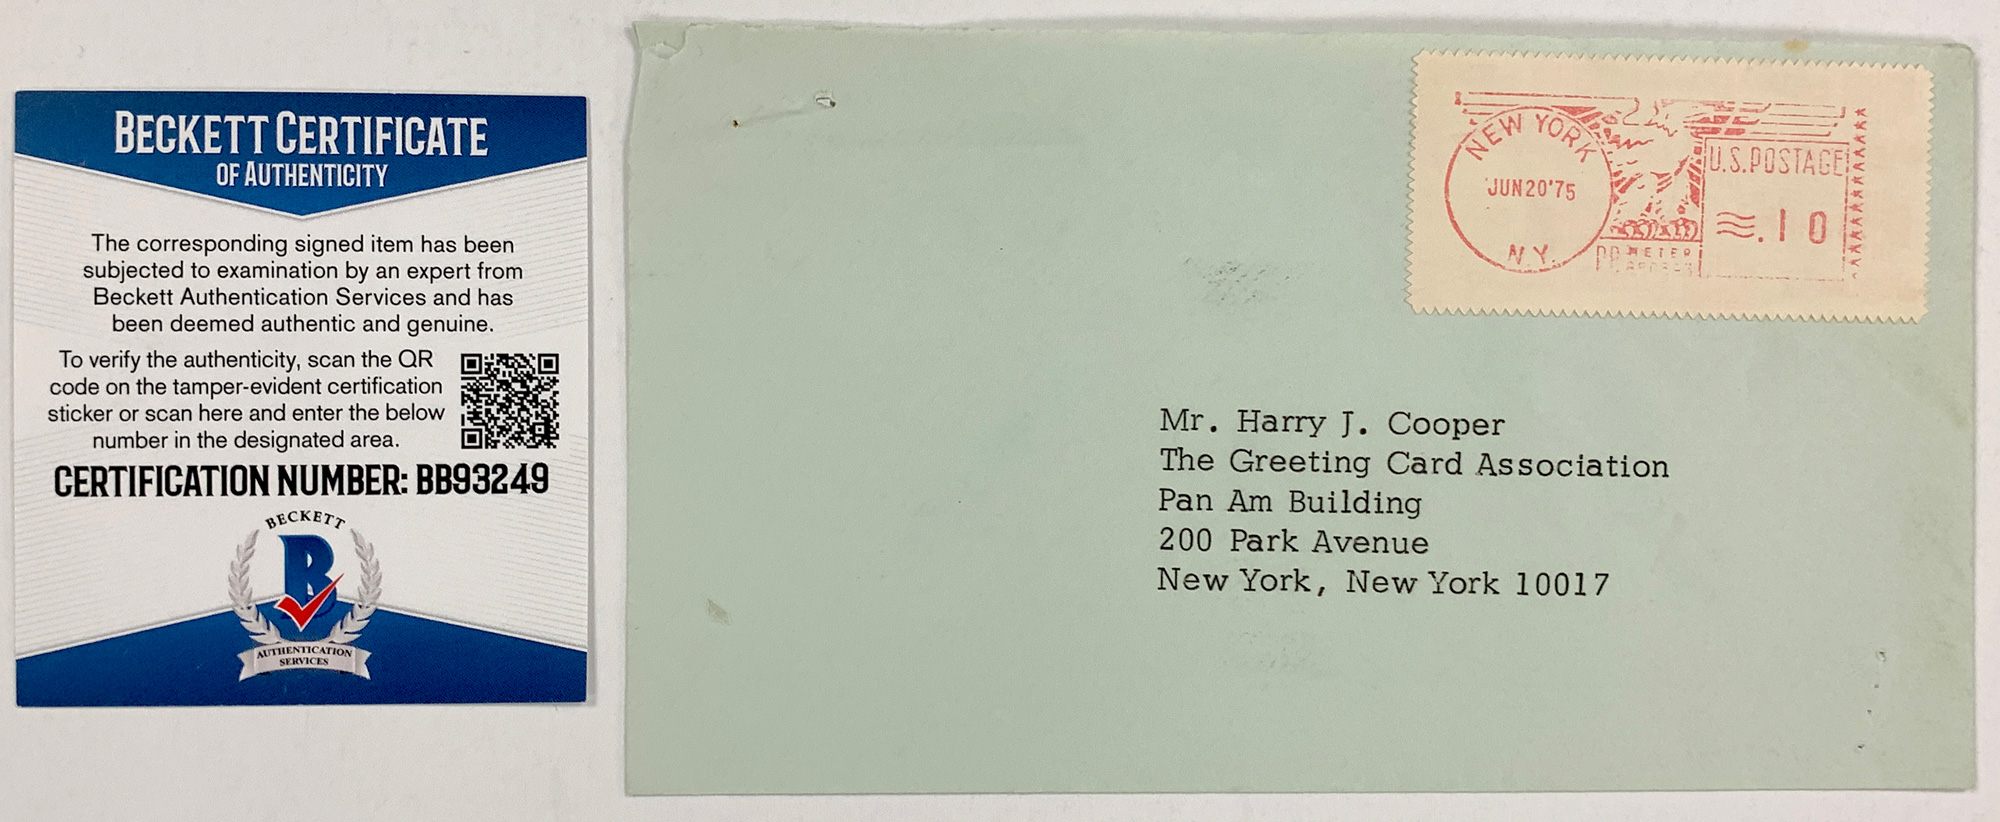 BECKETT CERTIFICATE
OF AUTHENTICITY
The corresponding signed item has been
subjected to examination by an expert from
Beckett Authentication Services and has
been deemed authentic and genuine.
To verify the authenticity, scan the QR
code on the tamper-evident certification
sticker or scan here and enter the below
number in the designated area.
CERTIFICATION NUMBER: BB93249
BECKETT
B
AUTHENTICATION
SERVICES
NEW YORK
JUN20'75
N.Y.
U.S.POSTAGE
.10
METER
Mr. Harry J. Cooper
The Greeting Card Association
Pan Am Building
200 Park Avenue
New York, New York 10017